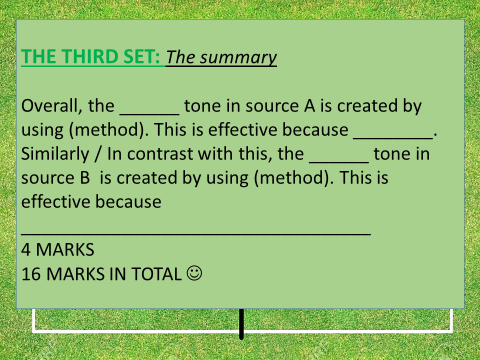 THE THIRD SET: The summary
Overall, the ______ tone in source A is created by
using (method). This is effective because ________.
Similarly / In contrast with this, the ______ tone in
source B is created by using (method). This is
effective because
___________________________________
4 MARKS
16 MARKS IN TOTAL ☺